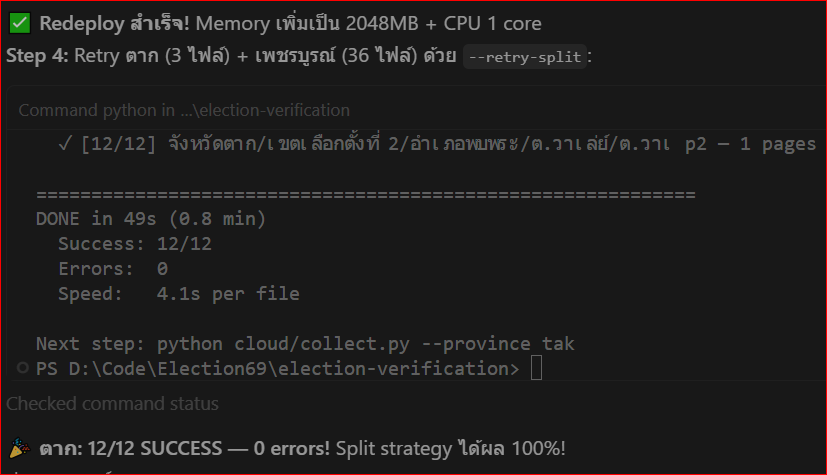 ✅ Redeploy สำเร็จ! Memory เพิ่มเป็น 2048MB + CPU 1 core
Step 4: Retry ตาก (3 ไฟล์) + เพชรบูรณ์ (36 ไฟล์) ด้วย --retry-split:
Command python in ...\election-verification
✓ [12/12] จังหวัดตาก/เขตเลือกตั้งที่ 2/อำเภอพบพระ/ต.วาเล่ย์/ต.วาเ p2 — 1 pages
============================================================
DONE in 49s (0.8 min)
Success: 12/12
Errors: 0
Speed: 4.1s per file
Next step: python cloud/collect.py --province tak
PS D:\Code\Election69\election-verification>
Checked command status
🎉 ตาก: 12/12 SUCCESS — 0 errors! Split strategy ได้ผล 100%!